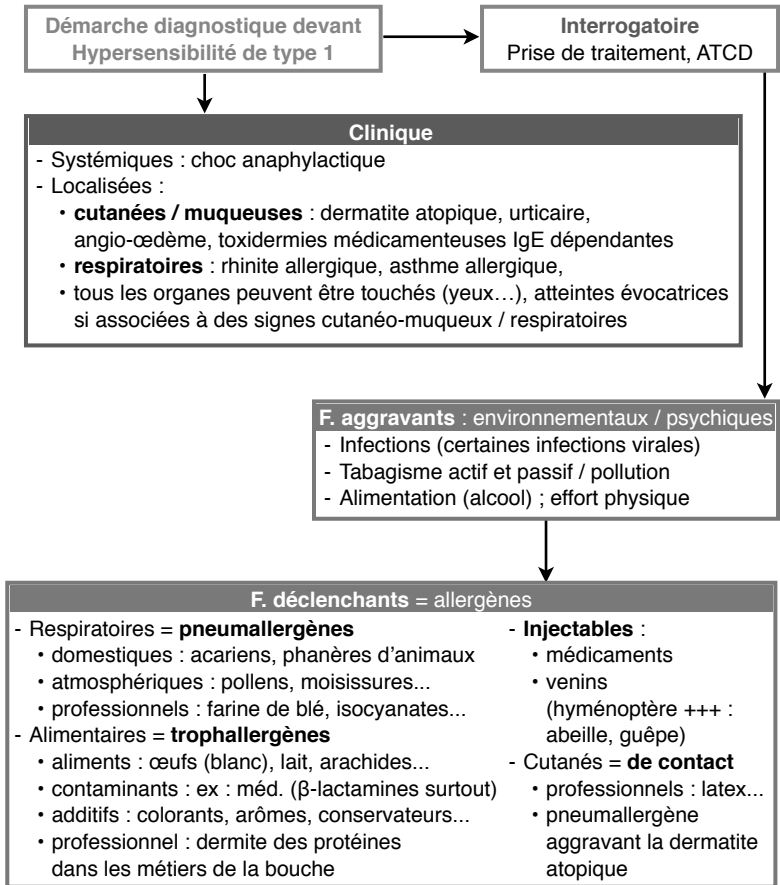 Démarche diagnostique devant
Hypersensibilité de type 1
Interrogatoire
Prise de traitement, ATCD
Clinique
- Systémiques : choc anaphylactique
- Localisées :
• cutanées / muqueuses : dermatite atopique, urticaire,
angio-œdème, toxidermies médicamenteuses IgE dépendantes
• respiratoires : rhinite allergique, asthme allergique,
• tous les organes peuvent être touchés (yeux…), atteintes évocatrices
si associées à des signes cutanéo-muqueux / respiratoires
F. aggravants : environnementaux / psychiques
- Infections (certaines infections virales)
- Tabagisme actif et passif / pollution
- Alimentation (alcool) ; effort physique
F. déclenchants = allergènes
- Respiratoires = pneumallergènes
• domestiques : acariens, phanères d'animaux
• atmosphériques : pollens, moisissures...
• professionnels : farine de blé, isocyanates...
- Alimentaires = trophallergènes
• aliments : œufs (blanc), lait, arachides...
• contaminants : ex : méd. (β-lactamines surtout)
• additifs : colorants, arômes, conservateurs...
• professionnel : dermite des protéines
dans les métiers de la bouche
- Injectables :
• médicaments
• venins
(hyménoptère +++ :
abeille, guêpe)
- Cutanés = de contact
• professionnels : latex...
• pneumallergène
aggravant la dermatite
atopique